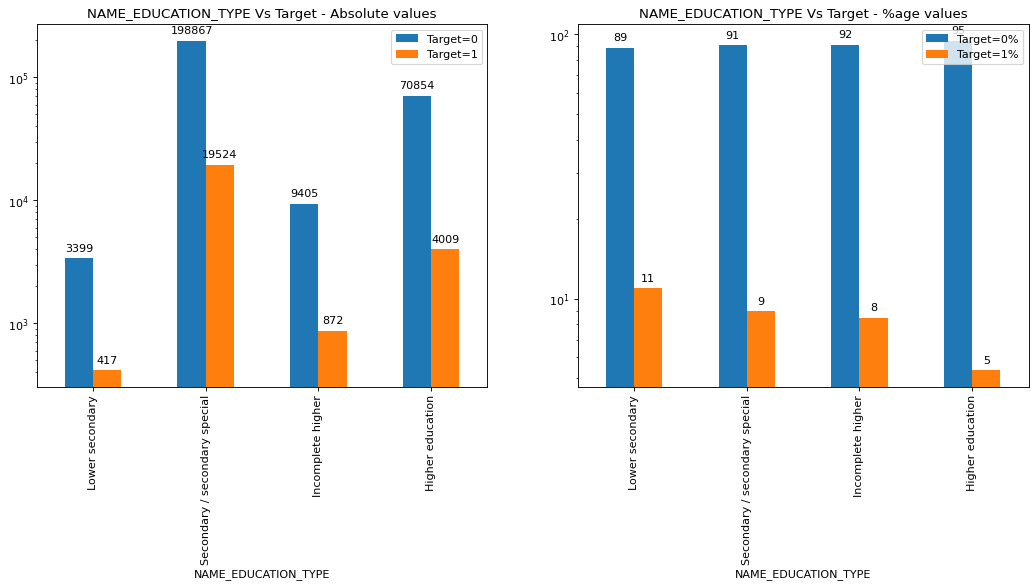 NAME_EDUCATION_TYPE Vs Target - Absolute values
198867
Target=0
Target=1
10^5
70854
19524
10^4
9405
4009
3399
10^3
872
417
Lower secondary
Secondary / secondary special
Incomplete higher
Higher education
NAME_EDUCATION_TYPE
NAME_EDUCATION_TYPE Vs Target - %age values
10^2
89
91
92
95
Target=0%
Target=1%
10^1
11
9
8
5
Lower secondary
Secondary / secondary special
Incomplete higher
Higher education
NAME_EDUCATION_TYPE